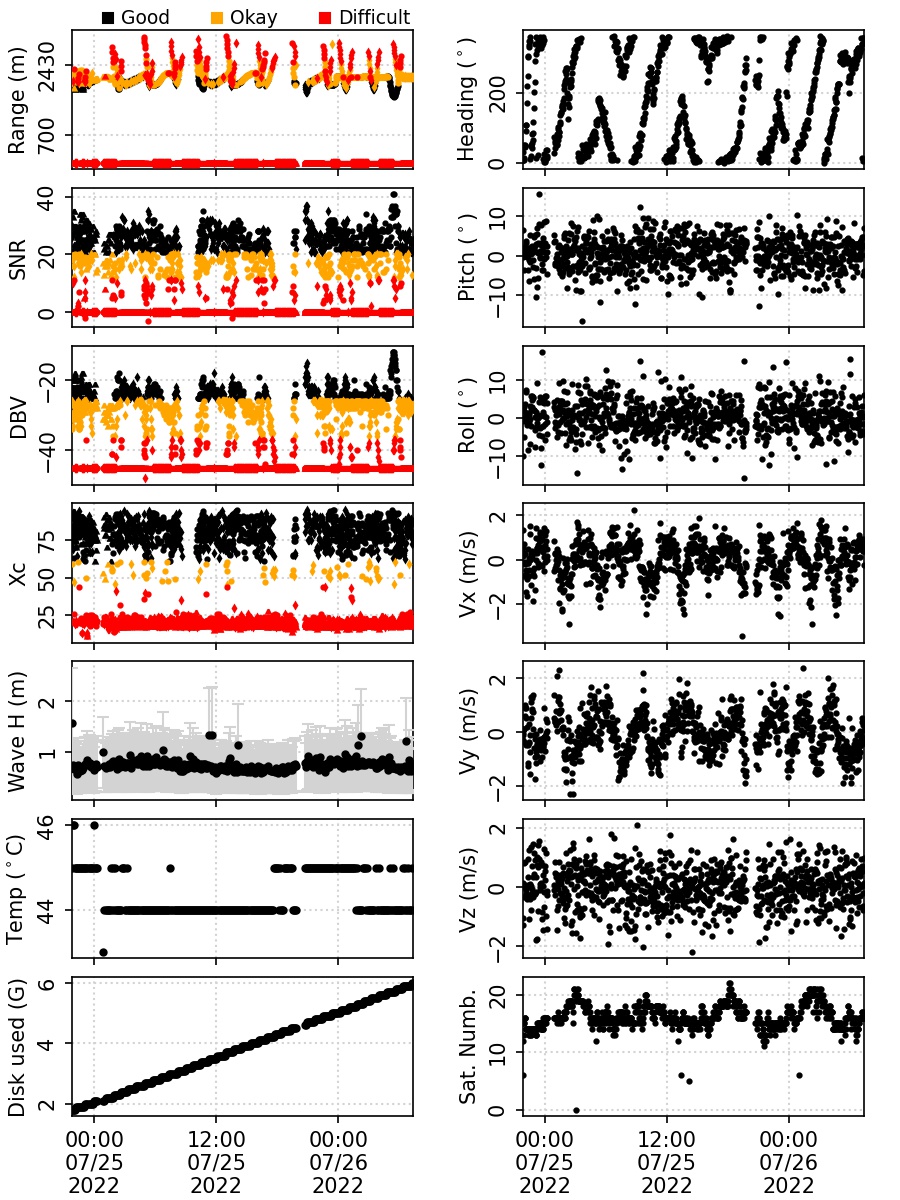 Good Okay Difficult
Range (m)
2430
700
Heading (°)
200
0
SNR
40
20
0
Pitch (°)
10
0
−10
DBV
−20
−40
Roll (°)
10
0
−10
Xc
75
50
25
Vx (m/s)
2
0
−2
Wave H (m)
2
1
Vy (m/s)
2
0
−2
Temp (°C)
46
44
Vz (m/s)
2
0
−2
Disk used (G)
6
4
2
Sat. Numb.
20
10
0
00:00 12:00 00:00
07/25 07/25 07/26
2022 2022 2022
00:00 12:00 00:00
07/25 07/25 07/26
2022 2022 2022